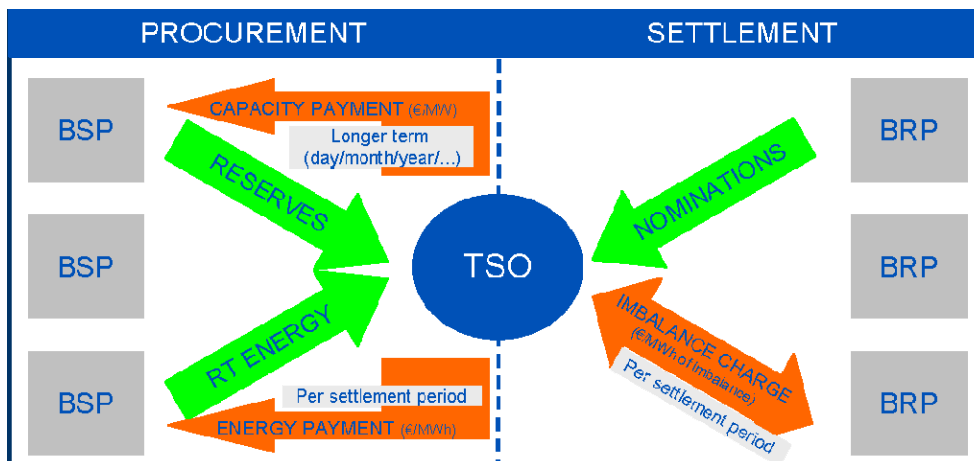 PROCUREMENT
SETTLEMENT
BSP
CAPACITY PAYMENT (€/MW)
Longer term
(day/month/year/...)
RESERVES
BSP
RT ENERGY
BSP
Per settlement period
ENERGY PAYMENT (€/MWh)
TSO
NOMINATIONS
BRP
BRP
IMBALANCE CHARGE
(€/MWh of Imbalance)
Per settlement period
BRP